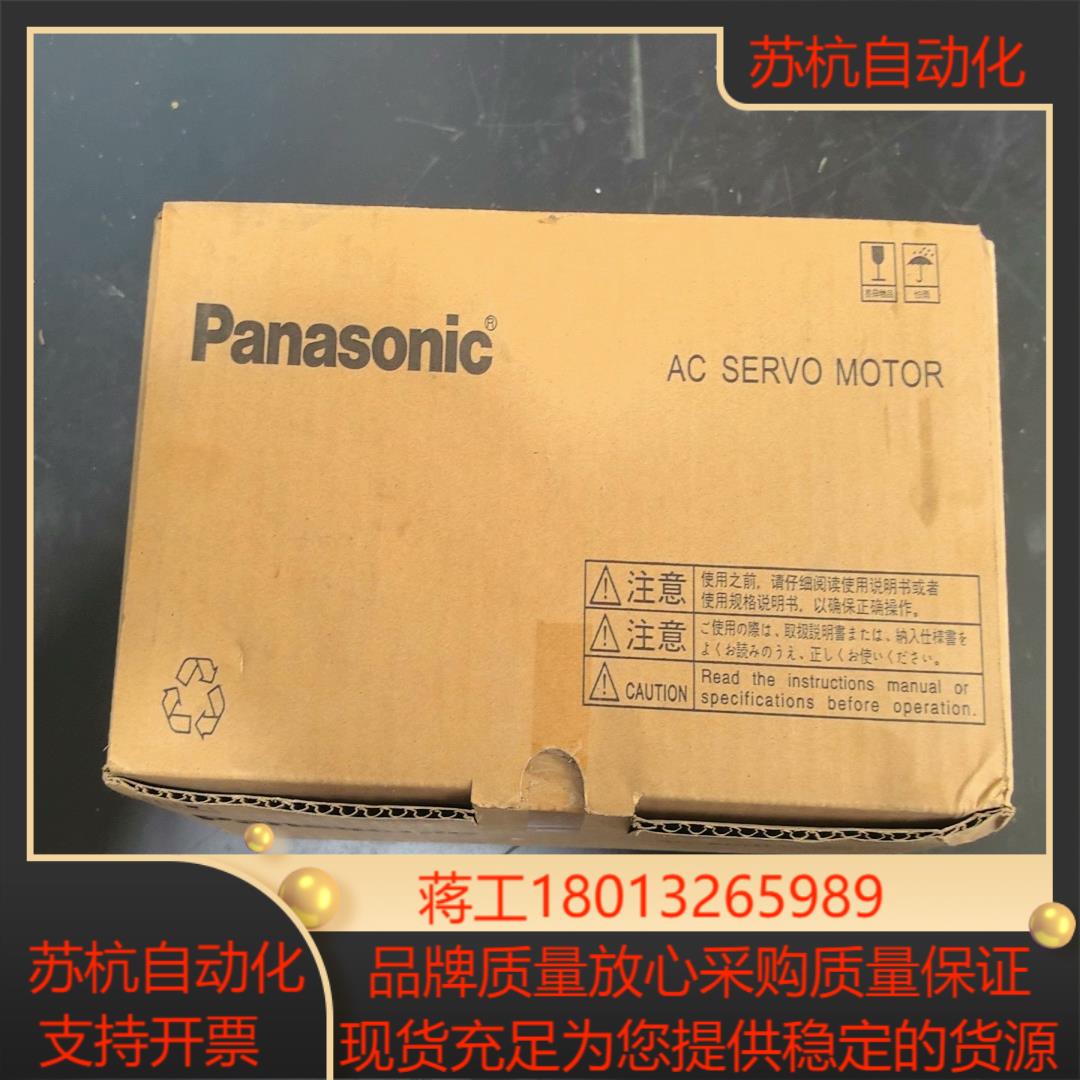 苏杭自动化
Panasonic®
AC SERVO MOTOR
易碎物品
怕雨
注意
使用之前，请仔细阅读使用说明书或者
使用规格说明书，以确保正确操作。
注意
ご使用の際は、取扱説明書または、納入仕様書を
よくお読みのうえ、正しくお使いください。
CAUTION
Read the instructions manual or
specifications before operation.
蒋工18013265989
苏杭自动化
支持开票
品牌质量放心采购质量保证
现货充足为您提供稳定的货源